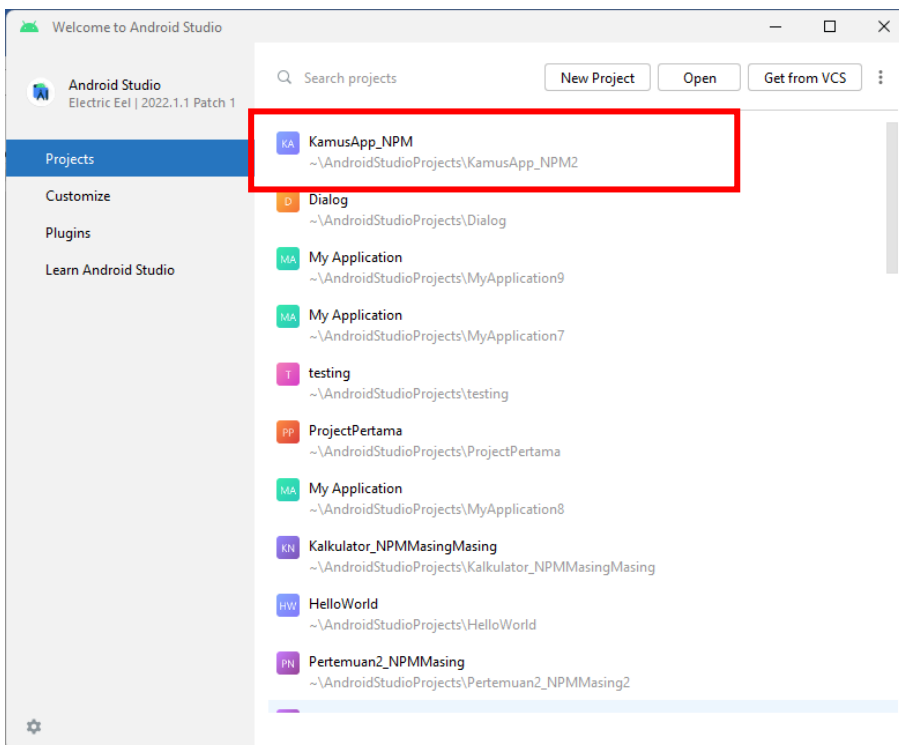 Welcome to Android Studio
Android Studio
Electric Eel | 2022.1.1 Patch 1
Projects
Customize
Plugins
Learn Android Studio
Search projects
New Project
Open
Get from VCS
KA
KamusApp_NPM
~\AndroidStudioProjects\KamusApp_NPM2
D
Dialog
~\AndroidStudioProjects\Dialog
MA
My Application
~\AndroidStudioProjects\MyApplication9
MA
My Application
~\AndroidStudioProjects\MyApplication7
T
testing
~\AndroidStudioProjects\testing
PP
ProjectPertama
~\AndroidStudioProjects\ProjectPertama
MA
My Application
~\AndroidStudioProjects\MyApplication8
KN
Kalkulator_NPMMasingMasing
~\AndroidStudioProjects\Kalkulator_NPMMasingMasing
HW
HelloWorld
~\AndroidStudioProjects\HelloWorld
PN
Pertemuan2_NPMMasing
~\AndroidStudioProjects\Pertemuan2_NPMMasing2